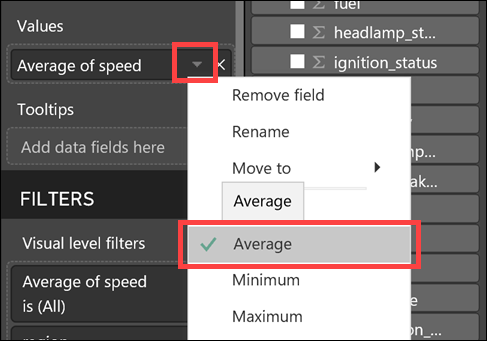 Values
Average of speed
Tooltips
Add data fields here
FILTERS
Visual level filters
Average of speed
is (All)
Remove field
Rename
Move to
Average
Average
Minimum
Maximum
fuel
headlamp_st...
ignition_status